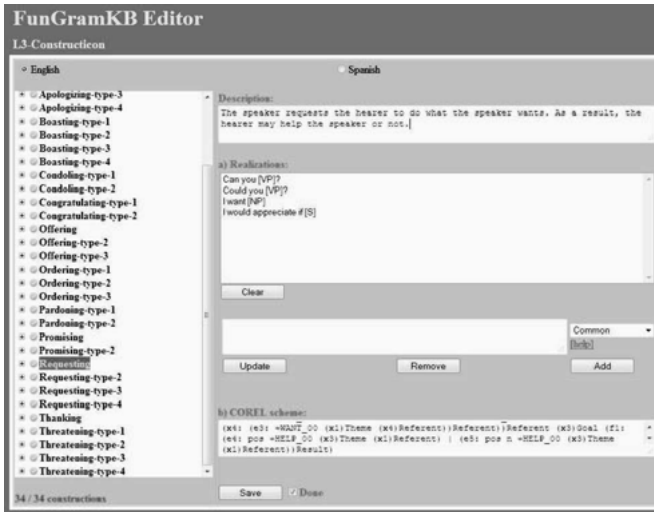 FunGramKB Editor
L3-Constructicon
English
Spanish
Apologizing-type-3
Apologizing-type-4
Boasting-type-1
Boasting-type-2
Boasting-type-3
Boasting-type-4
Condoling-type-1
Condoling-type-2
Congratulating-type-1
Congratulating-type-2
Offering
Offering-type-2
Offering-type-3
Ordering-type-1
Ordering-type-2
Ordering-type-3
Pardoning-type-1
Pardoning-type-2
Promising
Promising-type-2
Requesting
Requesting-type-2
Requesting-type-3
Requesting-type-4
Thanking
Threatening-type-1
Threatening-type-2
Threatening-type-3
Threatening-type-4
34 / 34 constructions
Description:
The speaker requests the hearer to do what the speaker wants. As a result, the
hearer may help the speaker or not.
a) Realizations:
Can you [VP]?
Could you [VP]?
I want [NP]
I would appreciate if [S]
Clear
Common
[help]
Update
Remove
Add
b) COREL scheme:
(x4: (e3: +WANT_00 (x1)Theme (x4)Referent))Referent))Referent (x3)Goal (f1:
(e4: pos +HELP_00 (x3)Theme (x1)Referent) | (e5: pos n +HELP_00 (x3)Theme
(x1)Referent))Result)
Save
Done